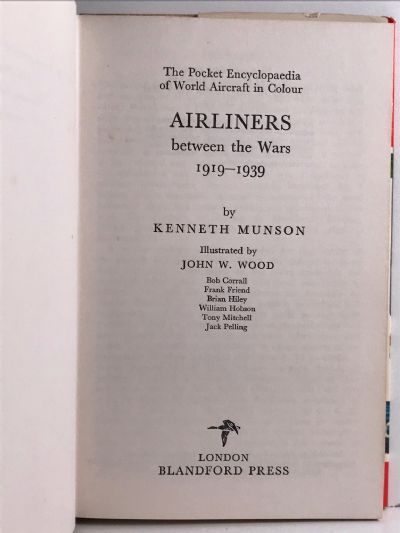 The Pocket Encyclopaedia
of World Aircraft in Colour
AIRLINERS
between the Wars
1919—1939
by
KENNETH MUNSON
Illustrated by
JOHN W. WOOD
Bob Corrall
Frank Friend
Brian Hiley
William Hobson
Tony Mitchell
Jack Pelling
LONDON
BLANDFORD PRESS